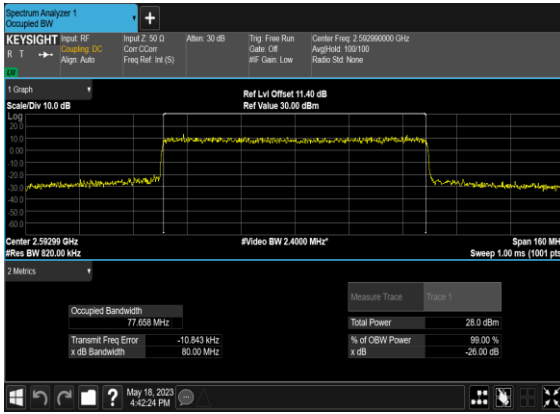 Spectrum Analyzer 1
Occupied BW
+
KEYSIGHT Input: RF Input Z: 50 Ω Atten: 30 dB Trig: Free Run Center Freq: 2.592990000 GHz
R T Coupling: DC Corr CCorr Gate: Off Avg|Hold: 100/100
Align: Auto Freq Ref: Int (S) #IF Gain: Low Radio Std: None
LW
1 Graph
Ref Lvl Offset 11.40 dB
Scale/Div 10.0 dB Ref Value 30.00 dBm
Log
20.0
10.0
0.00
-10.0
-20.0
-30.0
-40.0
-50.0
-60.0
Center 2.59299 GHz #Video BW 2.4000 MHz* Span 160 MH
#Res BW 820.00 kHz Sweep 1.00 ms (1001 pts
2 Metrics
Measure Trace Trace 1
Occupied Bandwidth
77.658 MHz Total Power 28.0 dBm
Transmit Freq Error -10.843 kHz % of OBW Power 99.00 %
x dB Bandwidth 80.00 MHz x dB -26.00 dB
?
May 18, 2023
4:42:24 PM